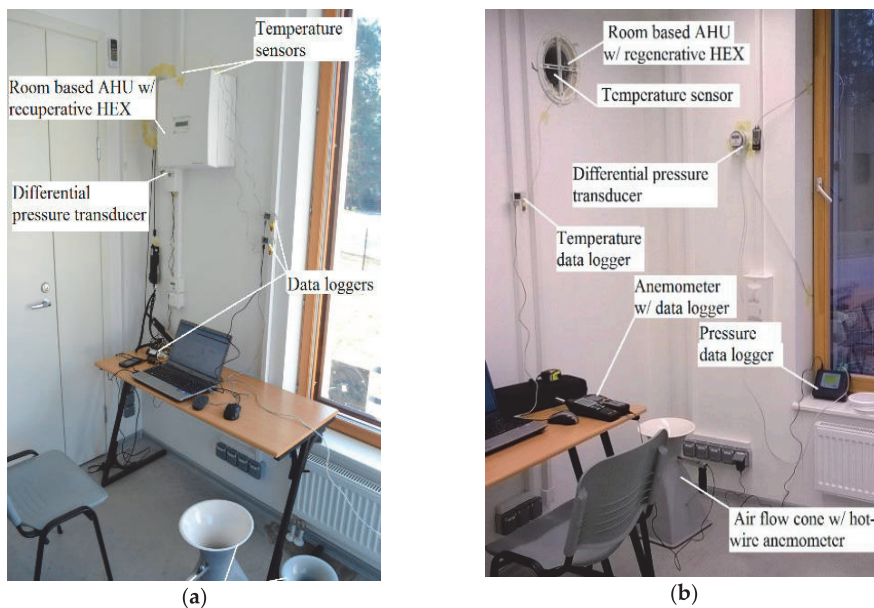 Temperature
sensors
Room based AHU w/
recuperative HEX
Differential
pressure transducer
Data loggers
(a)
Room based AHU
w/ regenerative HEX
Temperature sensor
Differential pressure
transducer
Temperature
data logger
Anemometer
w/ data logger
Pressure
data logger
Air flow cone w/ hot-
wire anemometer
(b)